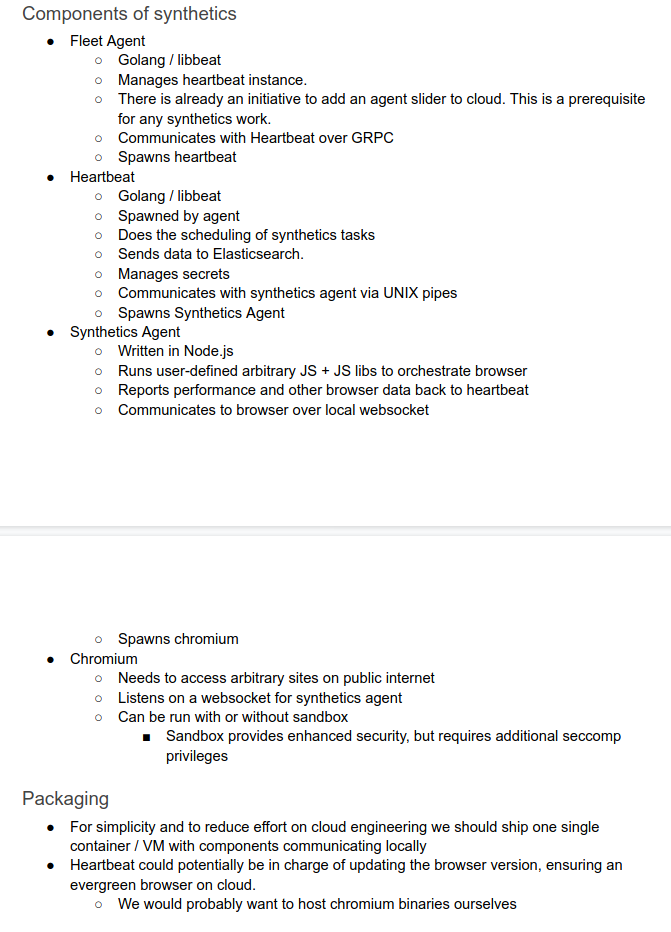 Components of synthetics
● Fleet Agent
○ Golang / libbeat
○ Manages heartbeat instance.
○ There is already an initiative to add an agent slider to cloud. This is a prerequisite
for any synthetics work.
○ Communicates with Heartbeat over GRPC
○ Spawns heartbeat
● Heartbeat
○ Golang / libbeat
○ Spawned by agent
○ Does the scheduling of synthetics tasks
○ Sends data to Elasticsearch.
○ Manages secrets
○ Communicates with synthetics agent via UNIX pipes
○ Spawns Synthetics Agent
● Synthetics Agent
○ Written in Node.js
○ Runs user-defined arbitrary JS + JS libs to orchestrate browser
○ Reports performance and other browser data back to heartbeat
○ Communicates to browser over local websocket
○ Spawns chromium
● Chromium
○ Needs to access arbitrary sites on public internet
○ Listens on a websocket for synthetics agent
○ Can be run with or without sandbox
■ Sandbox provides enhanced security, but requires additional seccomp
privileges
Packaging
● For simplicity and to reduce effort on cloud engineering we should ship one single
container / VM with components communicating locally
● Heartbeat could potentially be in charge of updating the browser version, ensuring an
evergreen browser on cloud.
○ We would probably want to host chromium binaries ourselves